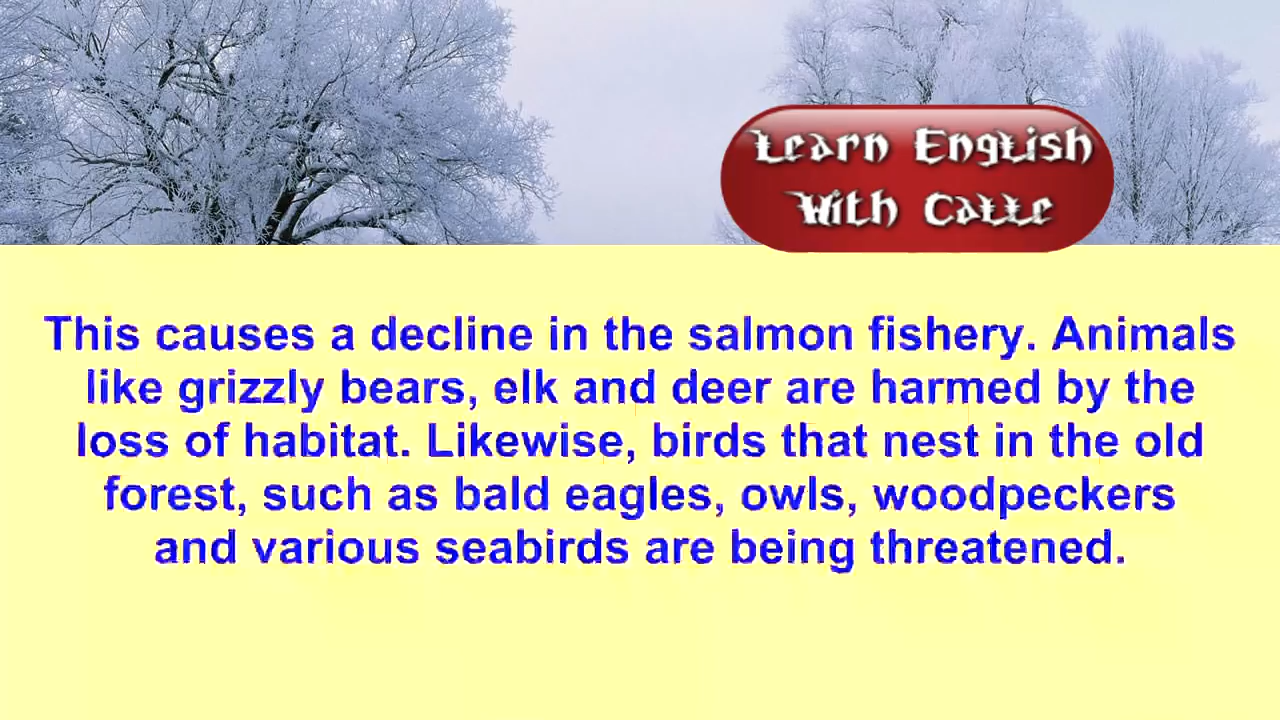 Learn English
With Catte
This causes a decline in the salmon fishery. Animals
like grizzly bears, elk and deer are harmed by the
loss of habitat. Likewise, birds that nest in the old
forest, such as bald eagles, owls, woodpeckers
and various seabirds are being threatened.